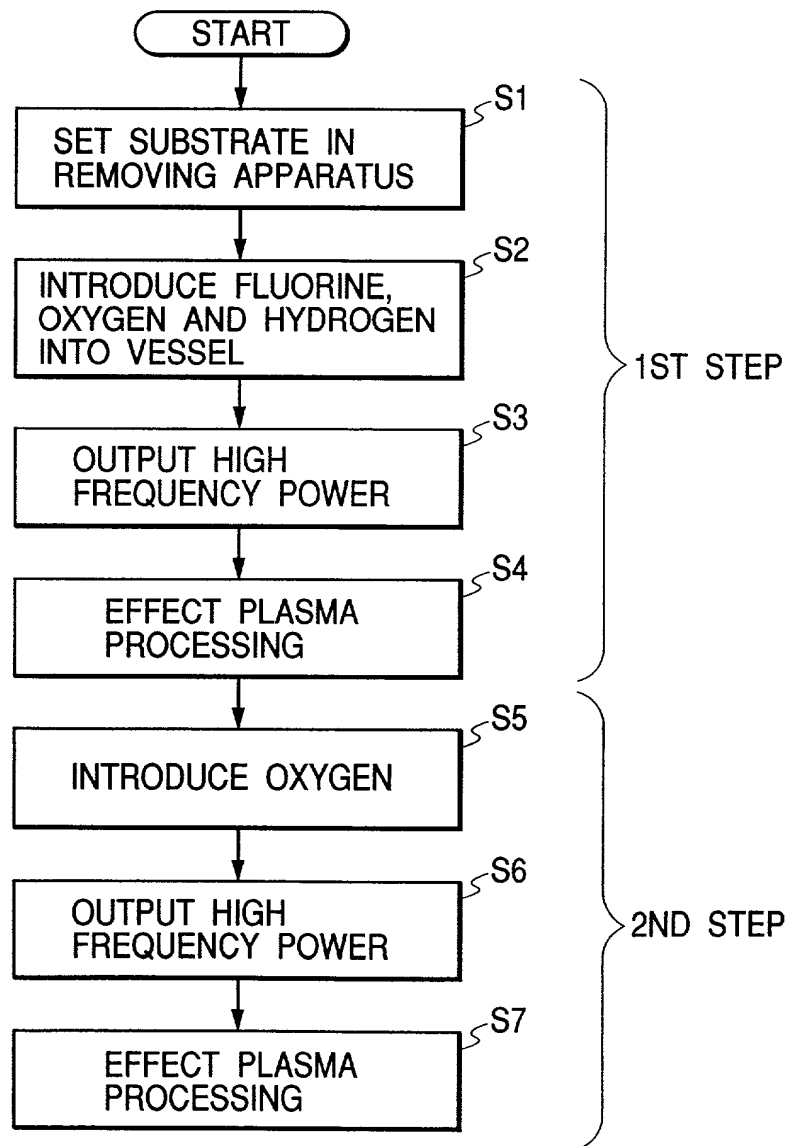 START
S1
SET SUBSTRATE IN
REMOVING APPARATUS
S2
INTRODUCE FLUORINE,
OXYGEN AND HYDROGEN
INTO VESSEL
1ST STEP
S3
OUTPUT HIGH
FREQUENCY POWER
S4
EFFECT PLASMA
PROCESSING
S5
INTRODUCE OXYGEN
S6
OUTPUT HIGH
FREQUENCY POWER
2ND STEP
S7
EFFECT PLASMA
PROCESSING